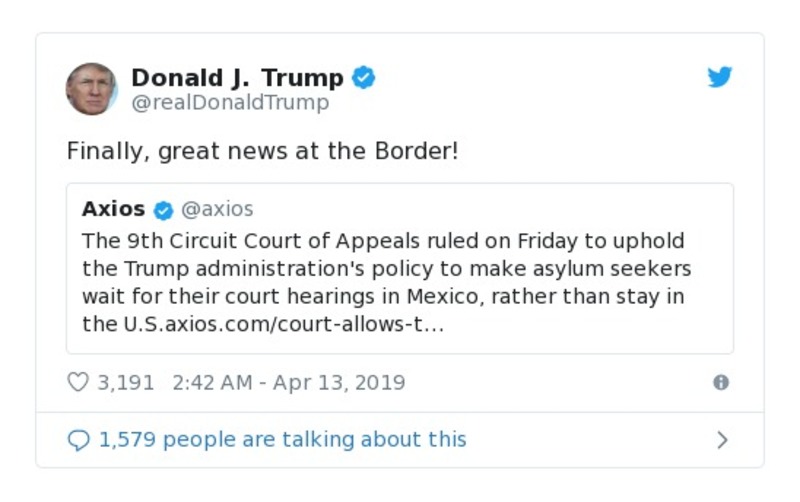 Donald J. Trump
@realDonaldTrump
Finally, great news at the Border!
Axios @axios
The 9th Circuit Court of Appeals ruled on Friday to uphold
the Trump administration's policy to make asylum seekers
wait for their court hearings in Mexico, rather than stay in
the U.S.axios.com/court-allows-t…
3,191 2:42 AM - Apr 13, 2019
1,579 people are talking about this